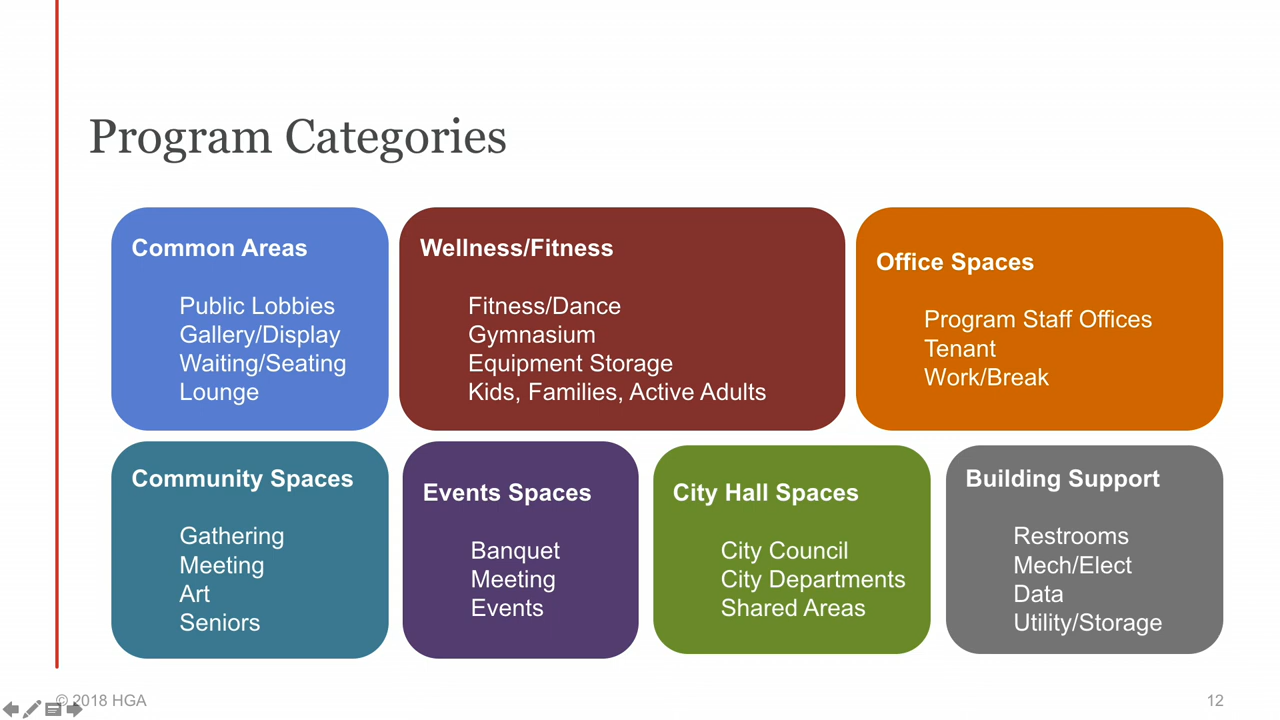 Program Categories
Common Areas
Public Lobbies
Gallery/Display
Waiting/Seating
Lounge
Wellness/Fitness
Fitness/Dance
Gymnasium
Equipment Storage
Kids, Families, Active Adults
Office Spaces
Program Staff Offices
Tenant
Work/Break
Community Spaces
Gathering
Meeting
Art
Seniors
Events Spaces
Banquet
Meeting
Events
City Hall Spaces
City Council
City Departments
Shared Areas
Building Support
Restrooms
Mech/Elect
Data
Utility/Storage
© 2018 HGA
12